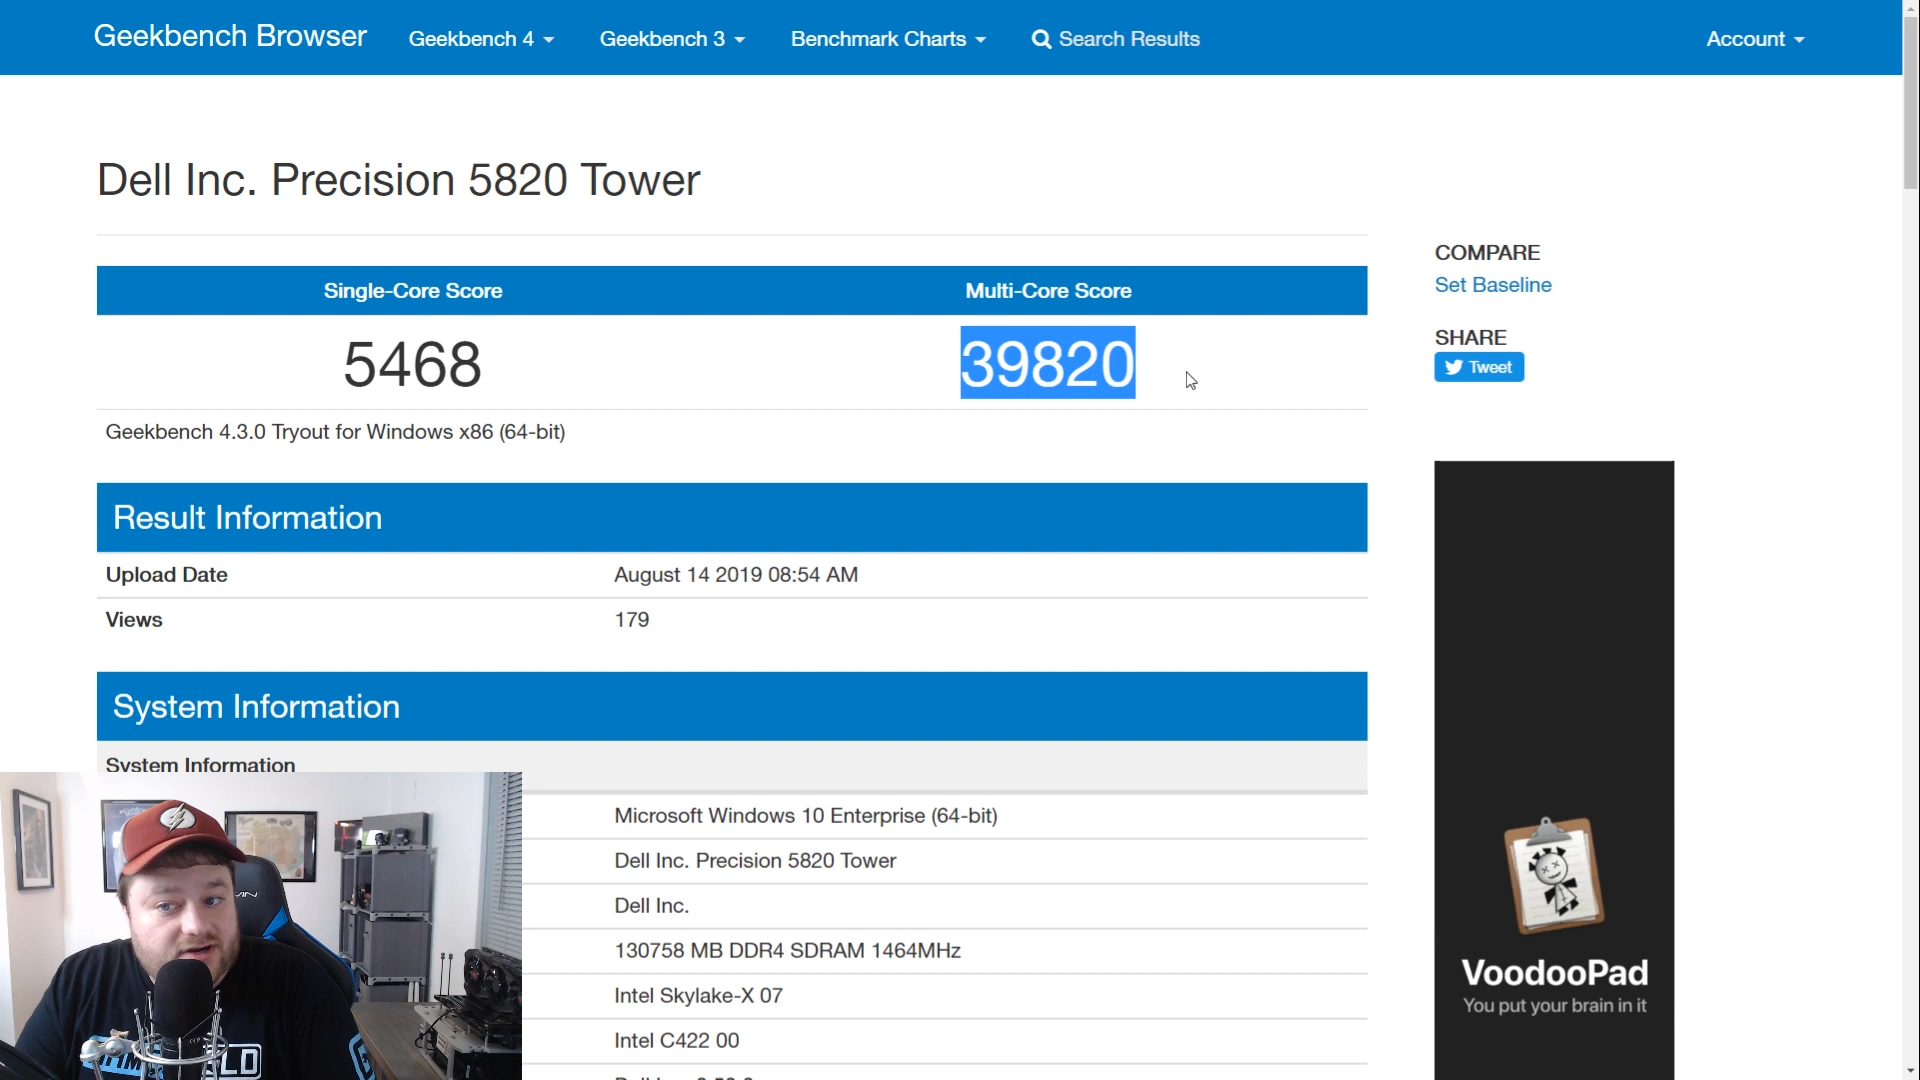 Geekbench Browser Geekbench 4 Geekbench 3 Benchmark Charts Search Results Account
Dell Inc. Precision 5820 Tower
COMPARE
Set Baseline
Single-Core Score Multi-Core Score
SHARE
Tweet
5468 39820
Geekbench 4.3.0 Tryout for Windows x86 (64-bit)
Result Information
Upload Date August 14 2019 08:54 AM
Views 179
System Information
System Information
Microsoft Windows 10 Enterprise (64-bit)
Dell Inc. Precision 5820 Tower
Dell Inc.
130758 MB DDR4 SDRAM 1464MHz
Intel Skylake-X 07
Intel C422 00
VoodooPad
You put your brain in it